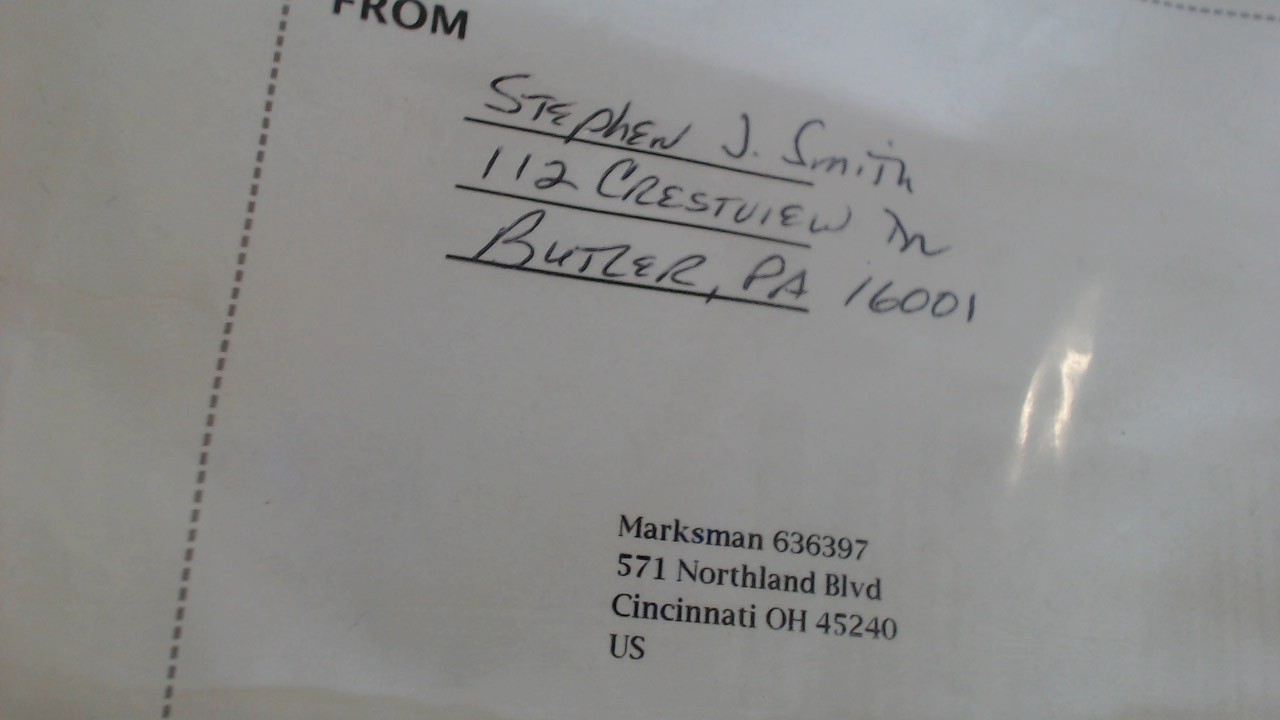 FROM
STEPHEN J. SMITH
112 CRESTVIEW Dr
BUTLER, PA 16001
Marksman 636397
571 Northland Blvd
Cincinnati OH 45240
US